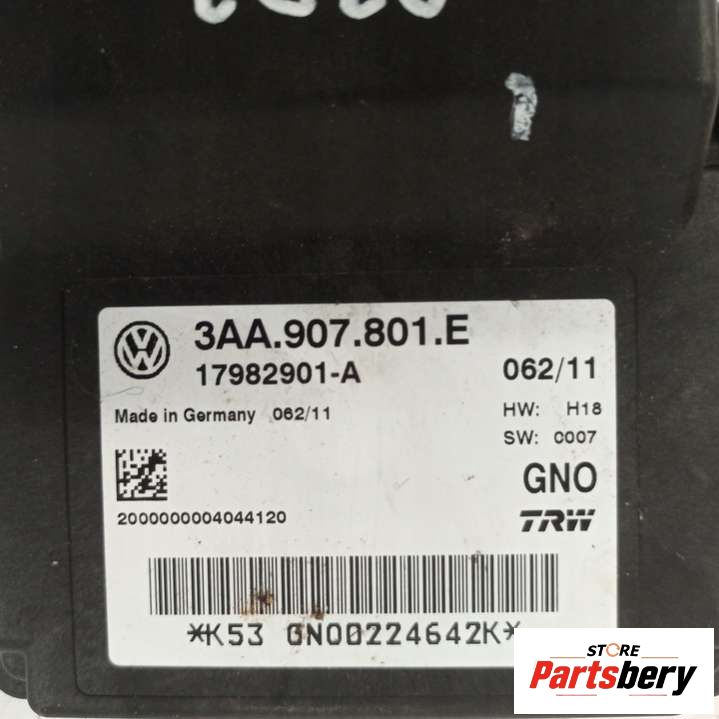 3AA.907.801.E
17982901-A
062/11
Made in Germany 062/11
HW: H18
SW: 0007
GNO
2000000004044120
TRW
*K53 GN00224642K*
STORE
Partsbery